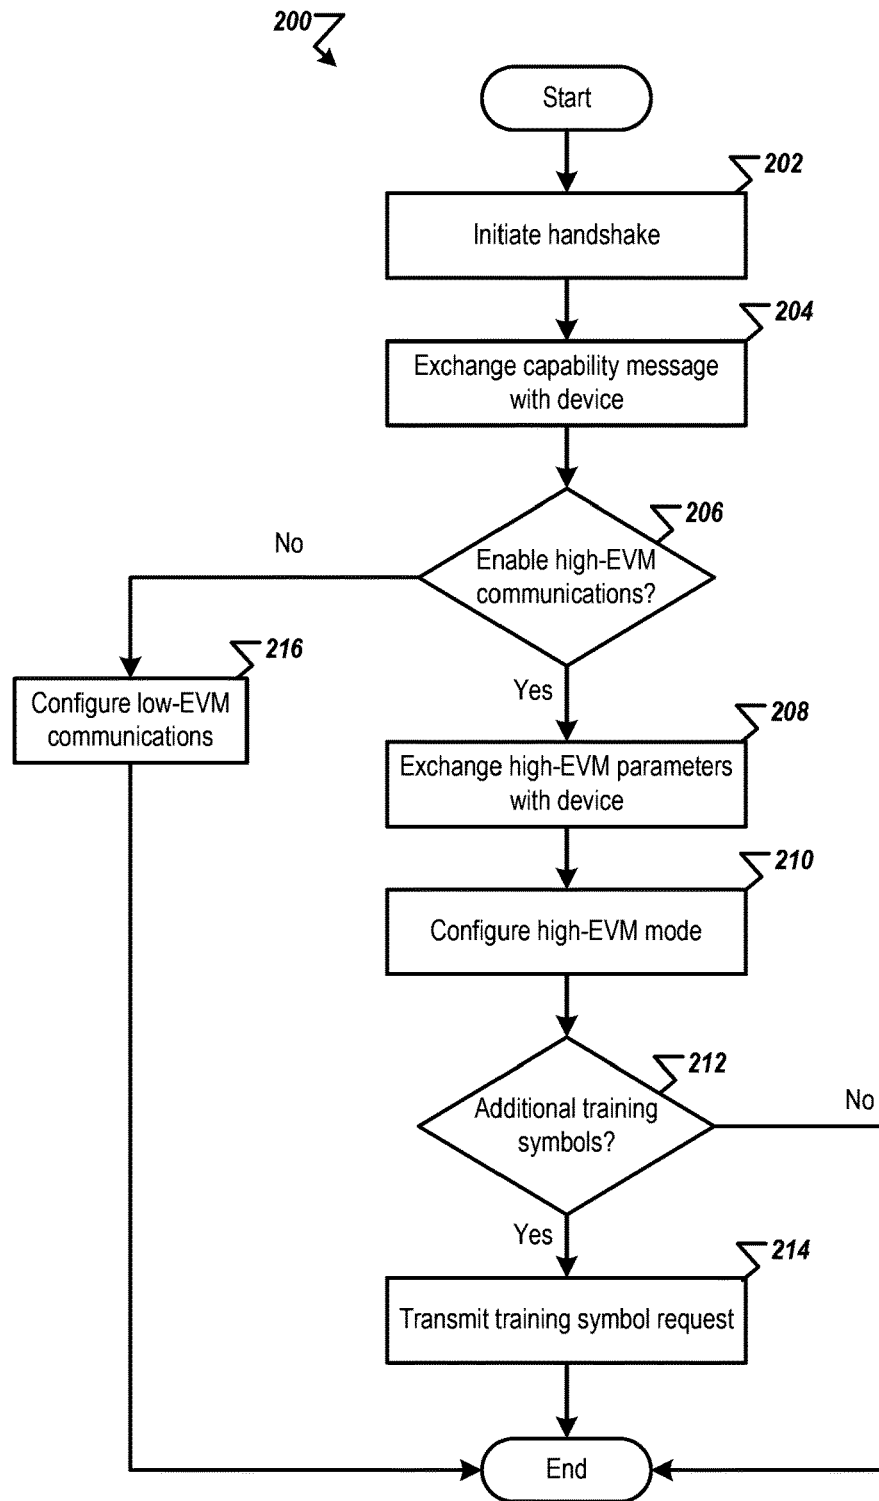 200
Start
202
Initiate handshake
204
Exchange capability message
with device
206
Enable high-EVM
communications?
No
216
Configure low-EVM
communications
Yes
208
Exchange high-EVM parameters
with device
210
Configure high-EVM mode
212
Additional training
symbols?
No
Yes
214
Transmit training symbol request
End